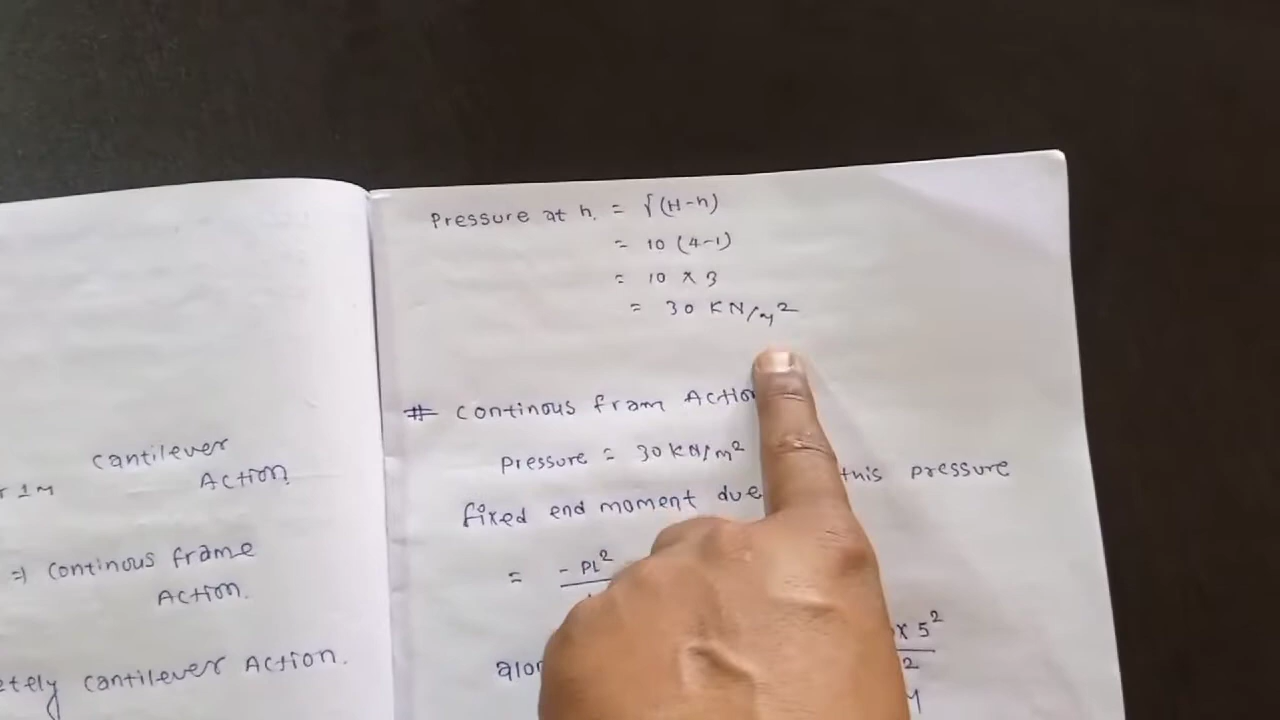 cantilever
Action.
1M
=) continous frame
Action.
cantilever Action.
Pressure at h. = √(H-h)
= 10 (4-1)
= 10 x 3
= 30 KN/m2
# continous fram Action
Pressure = 30 KN/m2
fixed end moment due this pressure
= -PL2
x 52
2